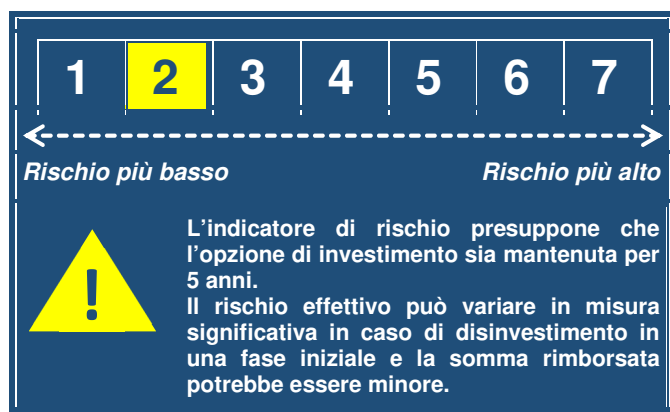 1 2 3 4 5 6 7
Rischio più basso Rischio più alto
!
L’indicatore di rischio presuppone che
l’opzione di investimento sia mantenuta per
5 anni.
Il rischio effettivo può variare in misura
significativa in caso di disinvestimento in
una fase iniziale e la somma rimborsata
potrebbe essere minore.